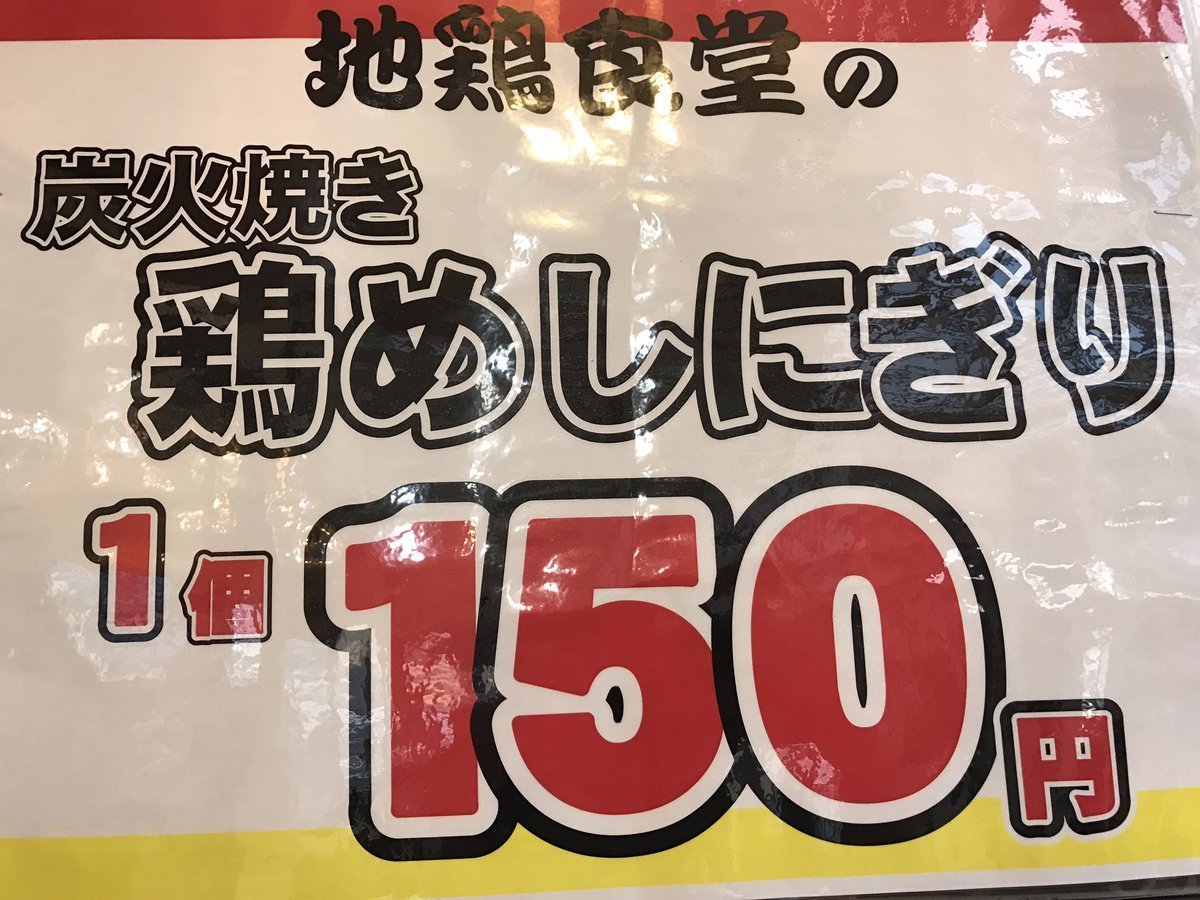 地鶏食堂の
炭火焼き
鶏めしにぎり
1個 150円